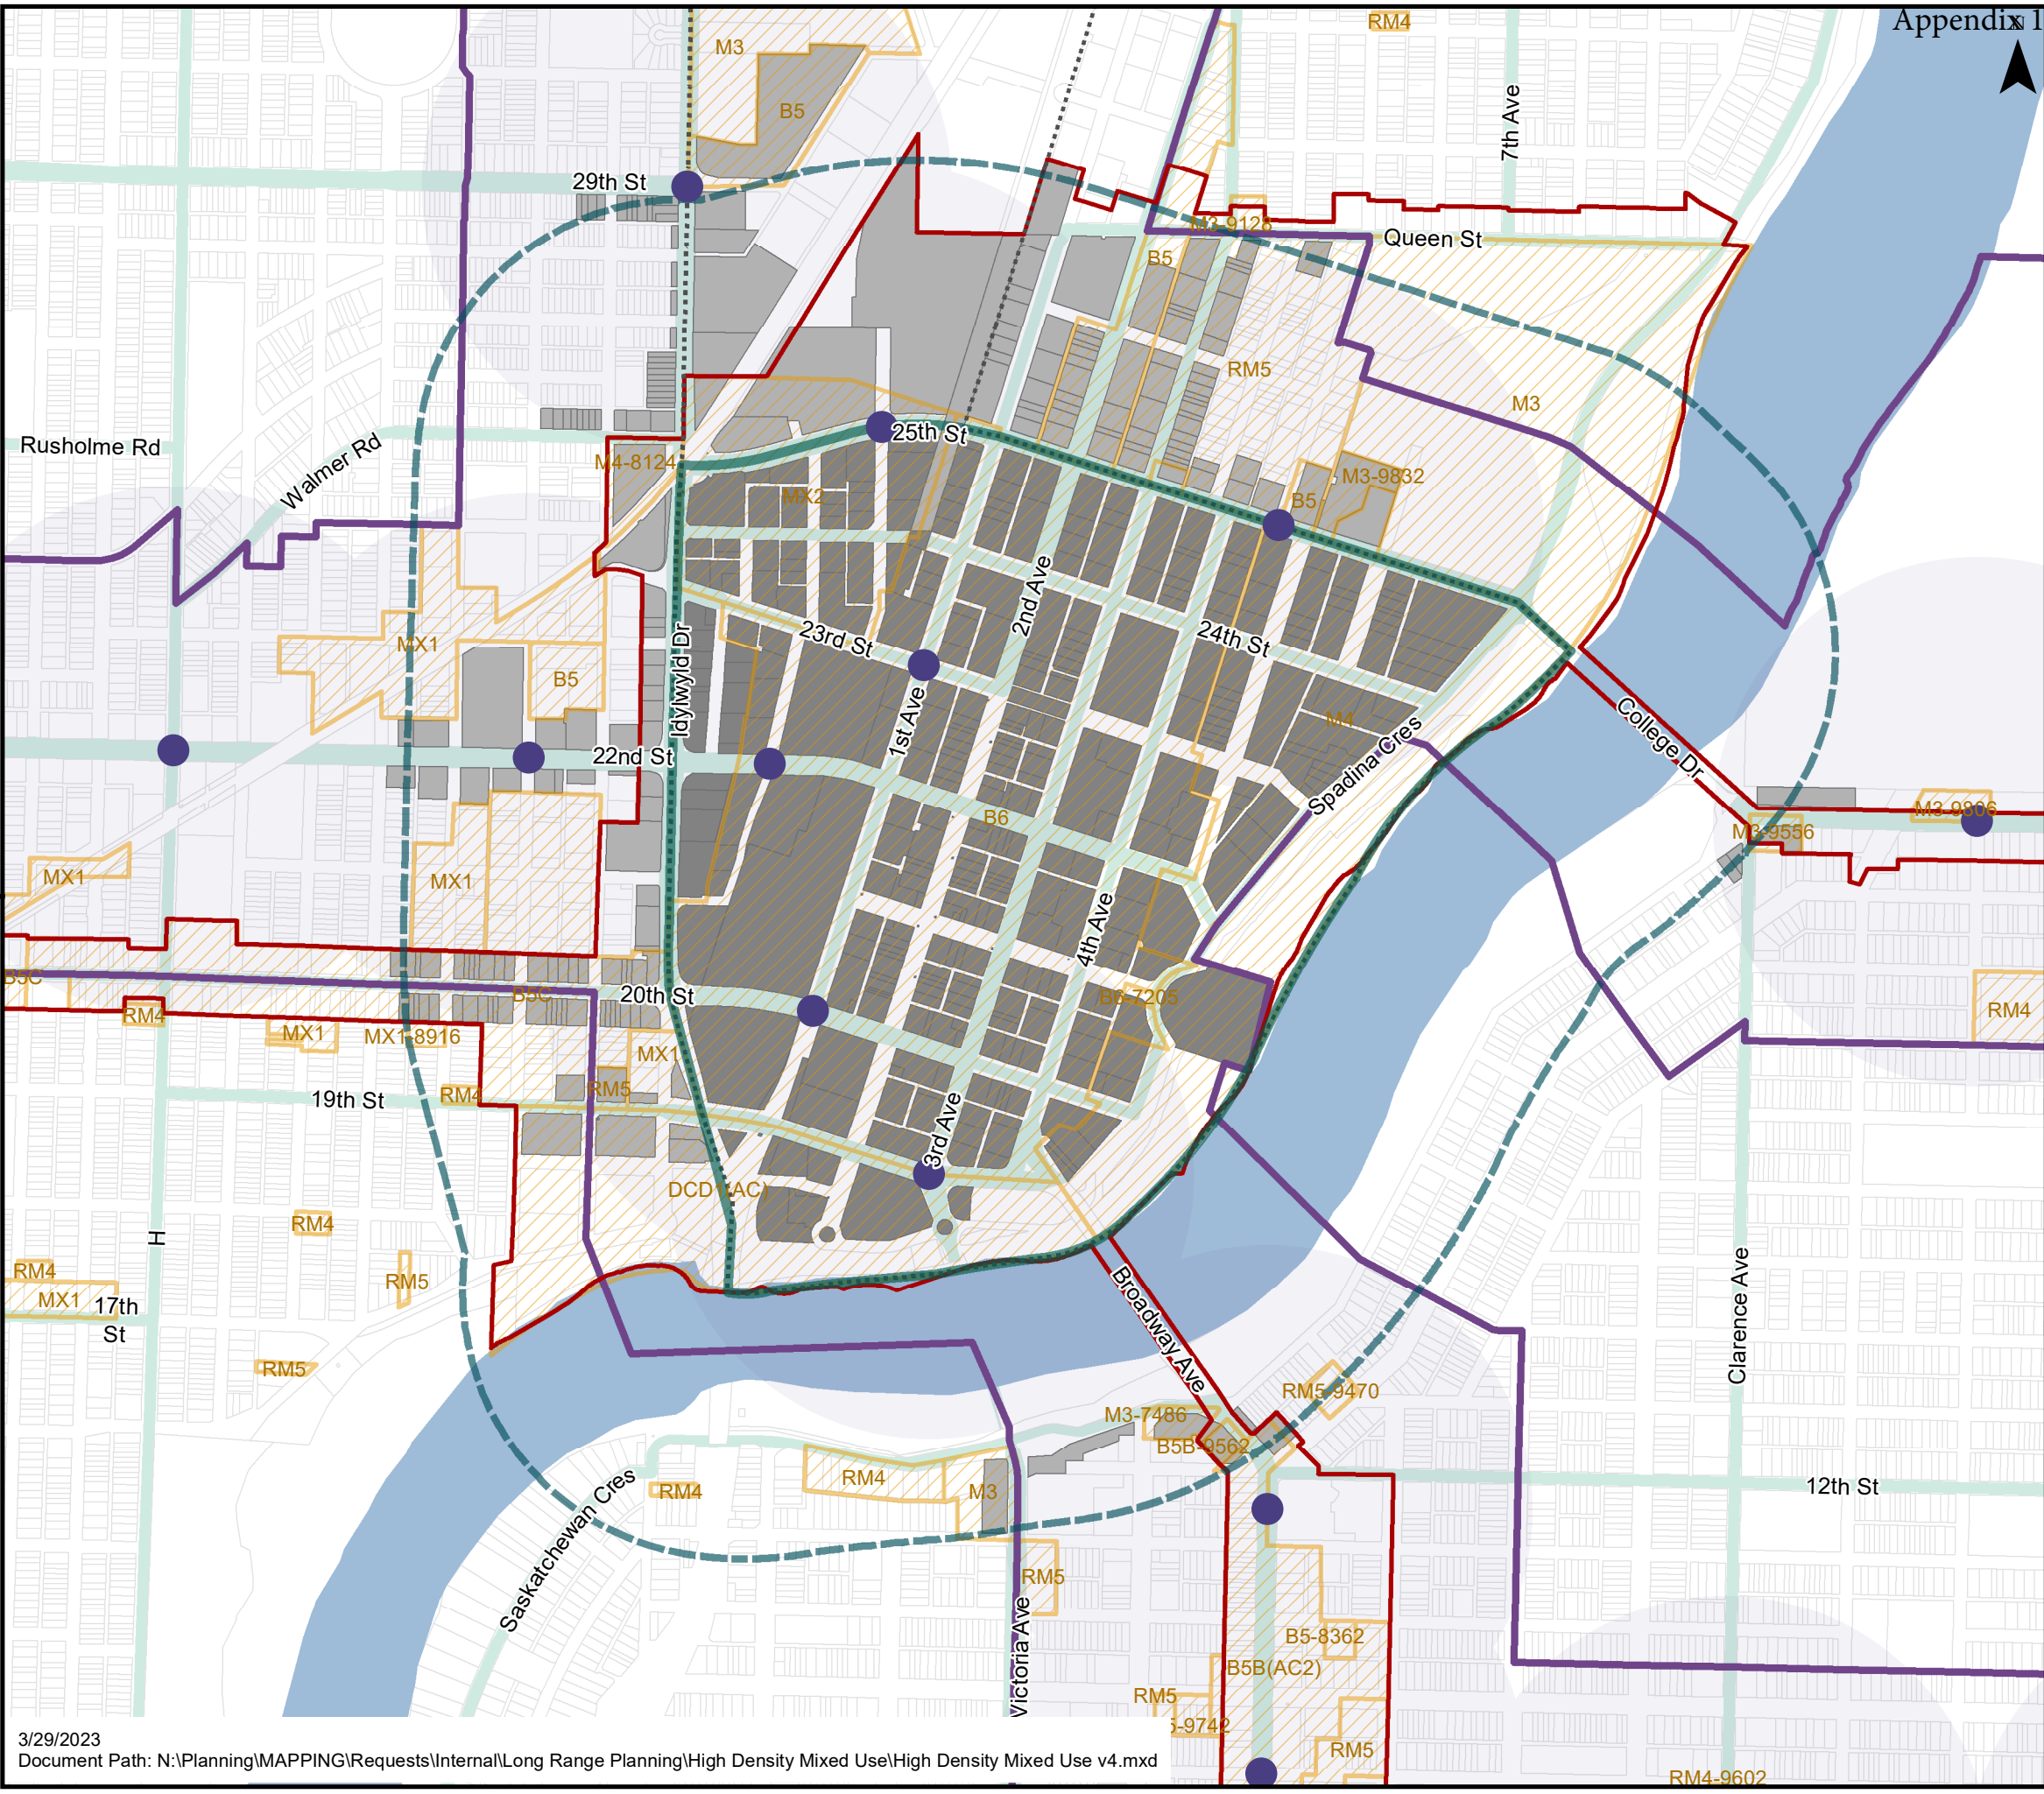 Appendix 1
RM4
M3
B5
7th Ave
29th St
M3-9128
Queen St
B5
RM5
M3
25th St
Rusholme Rd
Walmer Rd
M4-8124
MX2
M3-9832
B5
2nd Ave
23rd St
24th St
MX1
B5
Idylwyld Dr
1st Ave
M4
Spadina Cres
College Dr
22nd St
B6
M3-9806
M3-9556
MX1
MX1
4th Ave
B5C
B5C
20th St
B6-7205
RM4
RM4
MX1
MX1-8916
MX1
RM5
RM4
19th St
3rd Ave
DCD1(AC)
RM4
H
RM4
RM5
MX1
17th
St
Broadway Ave
Clarence Ave
RM5
RM5-9470
M3-7486
B5B-9562
RM4
M3
RM4
12th St
Saskatchewan Cres
RM5
Victoria Ave
B5-8362
B5B(AC2)
RM5
5-9742
RM5
RM4-9602
3/29/2023
Document Path: N:\Planning\MAPPING\Requests\Internal\Long Range Planning\High Density Mixed Use\High Density Mixed Use v4.mxd